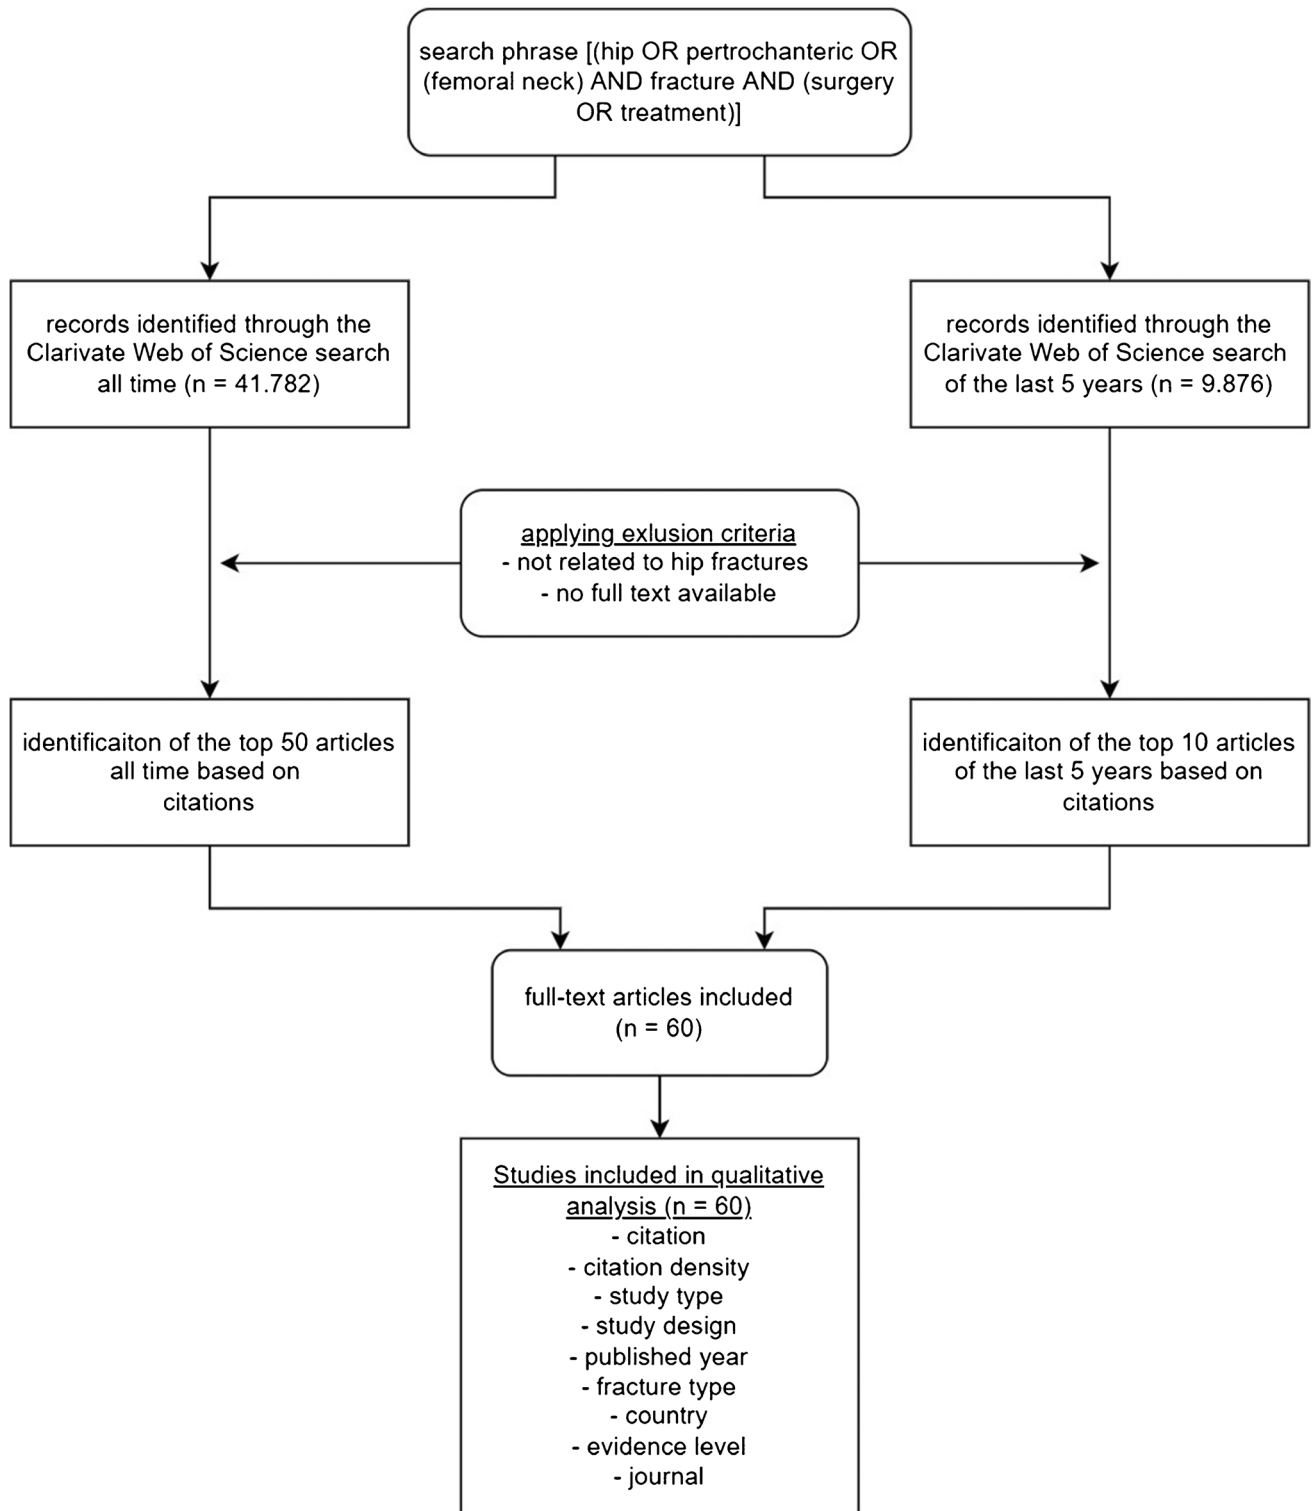 search phrase [(hip OR pertrochanteric OR
(femoral neck) AND fracture AND (surgery
OR treatment)]
records identified through the
Clarivate Web of Science search
all time (n = 41.782)
records identified through the
Clarivate Web of Science search
of the last 5 years (n = 9.876)
applying exlusion criteria
- not related to hip fractures
- no full text available
identificaiton of the top 50 articles
all time based on
citations
identificaiton of the top 10 articles
of the last 5 years based on
citations
full-text articles included
(n = 60)
Studies included in qualitative
analysis (n = 60)
- citation
- citation density
- study type
- study design
- published year
- fracture type
- country
- evidence level
- journal